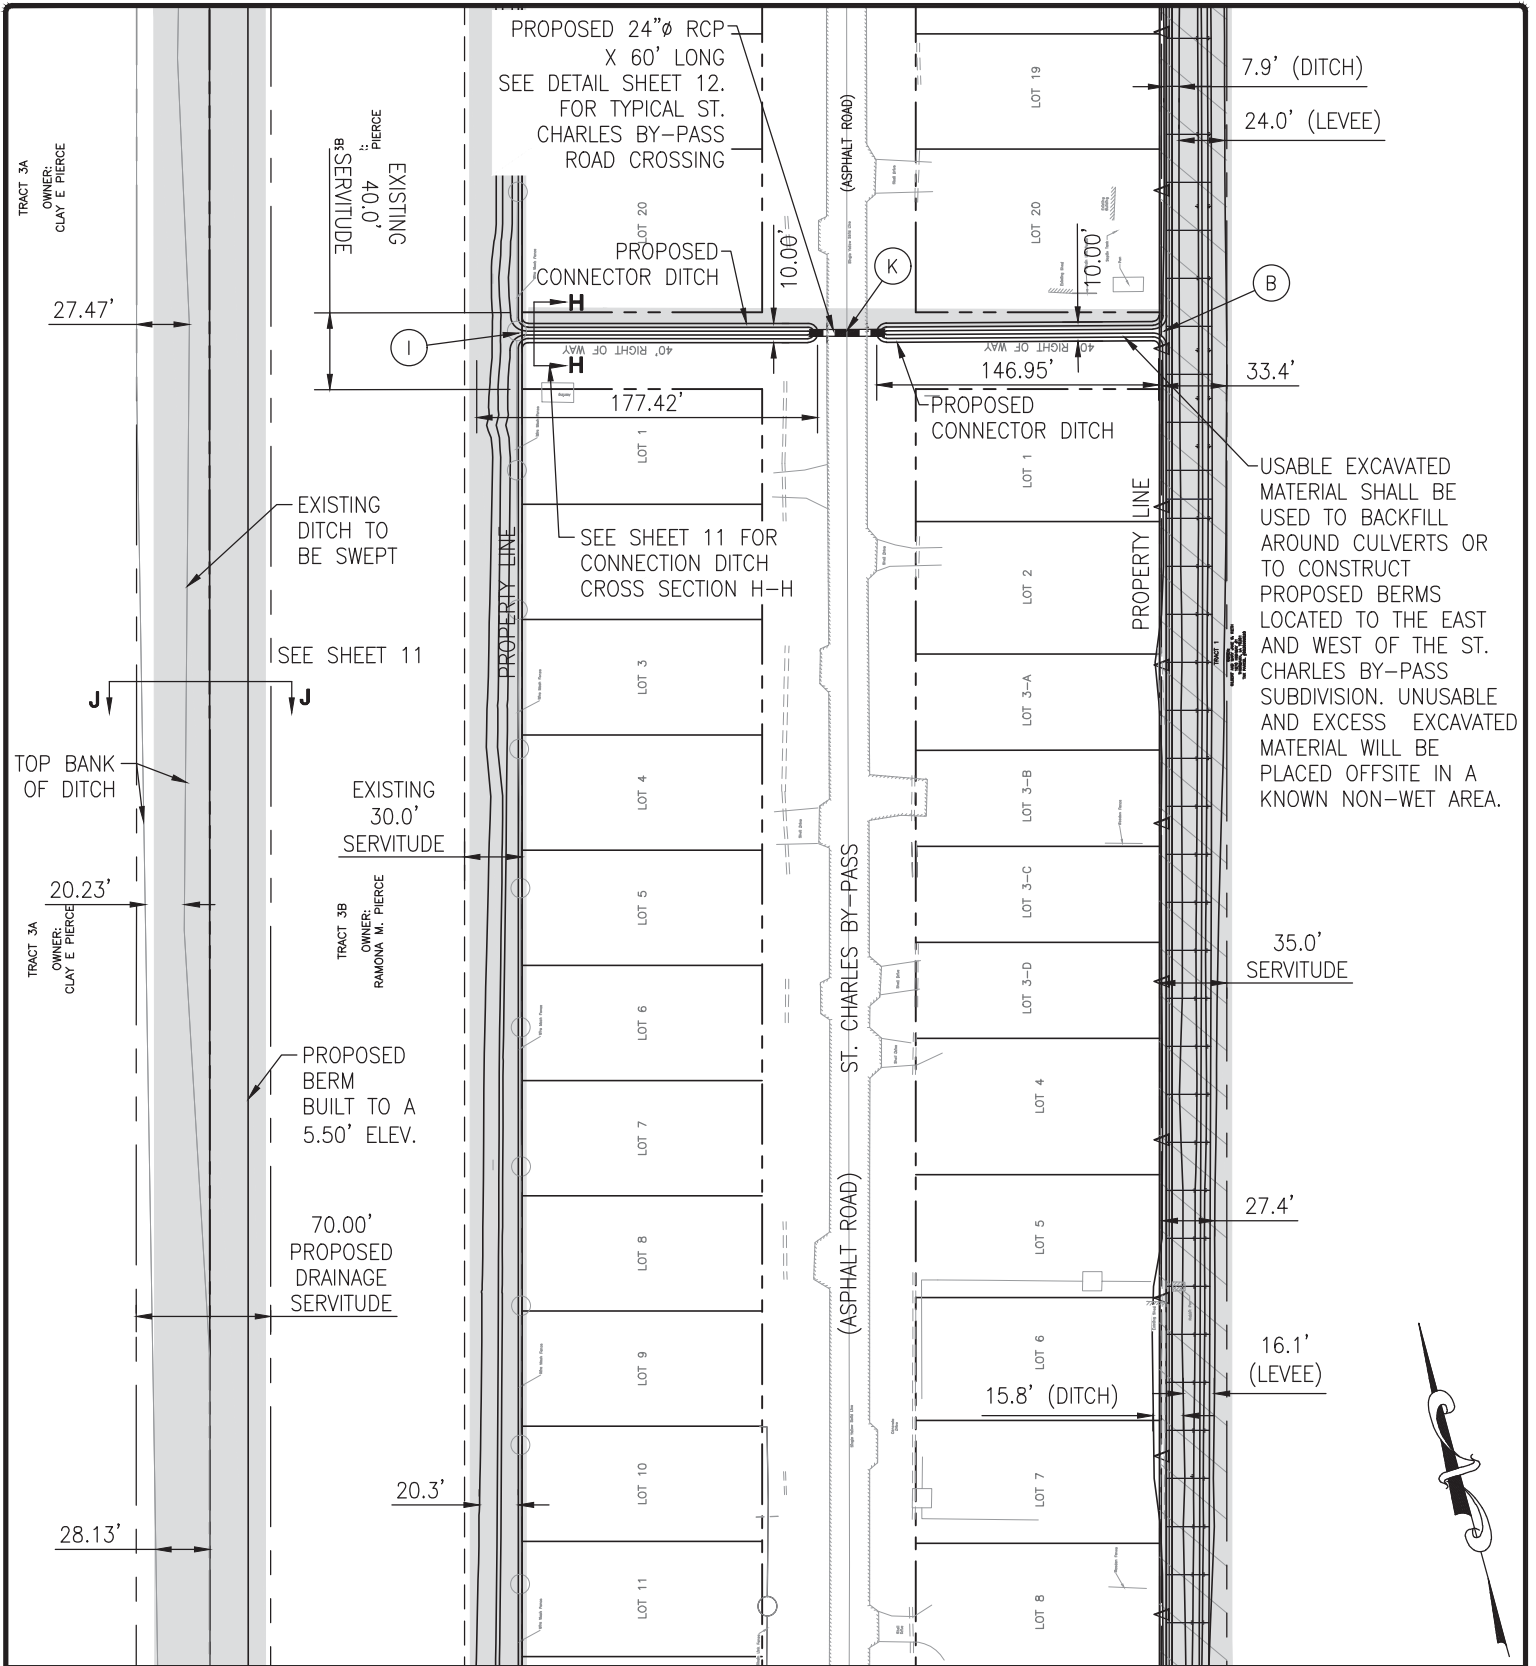 PROPOSED 24"ø RCP
X 60' LONG
SEE DETAIL SHEET 12.
FOR TYPICAL ST.
CHARLES BY-PASS
ROAD CROSSING
(ASPHALT ROAD)
LOT 19
7.9' (DITCH)
24.0' (LEVEE)
TRACT 3A
OWNER:
CLAY E PIERCE
3B
PIERCE
EXISTING
40.0'
SERVITUDE
LOT 20
LOT 20
PROPOSED
CONNECTOR DITCH
10.00'
K
10.00'
B
27.47'
H
I
H
40' RIGHT OF WAY
40' RIGHT OF WAY
177.42'
146.95'
33.4'
PROPOSED
CONNECTOR DITCH
LOT 1
LOT 1
USABLE EXCAVATED
MATERIAL SHALL BE
USED TO BACKFILL
AROUND CULVERTS OR
TO CONSTRUCT
PROPOSED BERMS
LOCATED TO THE EAST
AND WEST OF THE ST.
CHARLES BY-PASS
SUBDIVISION. UNUSABLE
AND EXCESS EXCAVATED
MATERIAL WILL BE
PLACED OFFSITE IN A
KNOWN NON-WET AREA.
EXISTING
DITCH TO
BE SWEPT
PROPERTY LINE
SEE SHEET 11 FOR
CONNECTION DITCH
CROSS SECTION H-H
PROPERTY LINE
LOT 2
TRACT 1
SEE SHEET 11
J
J
LOT 3
LOT 3-A
TOP BANK
OF DITCH
EXISTING
30.0'
SERVITUDE
LOT 4
LOT 3-B
20.23'
TRACT 3A
OWNER:
CLAY E PIERCE
TRACT 3B
OWNER:
RAMONA M. PIERCE
LOT 5
ST. CHARLES BY-PASS
LOT 3-C
LOT 3-D
35.0'
SERVITUDE
LOT 6
PROPOSED
BERM
BUILT TO A
5.50' ELEV.
LOT 4
LOT 7
70.00'
PROPOSED
DRAINAGE
SERVITUDE
LOT 8
(ASPHALT ROAD)
LOT 5
27.4'
LOT 9
LOT 6
16.1'
(LEVEE)
15.8' (DITCH)
20.3'
LOT 10
LOT 7
28.13'
LOT 11
LOT 8